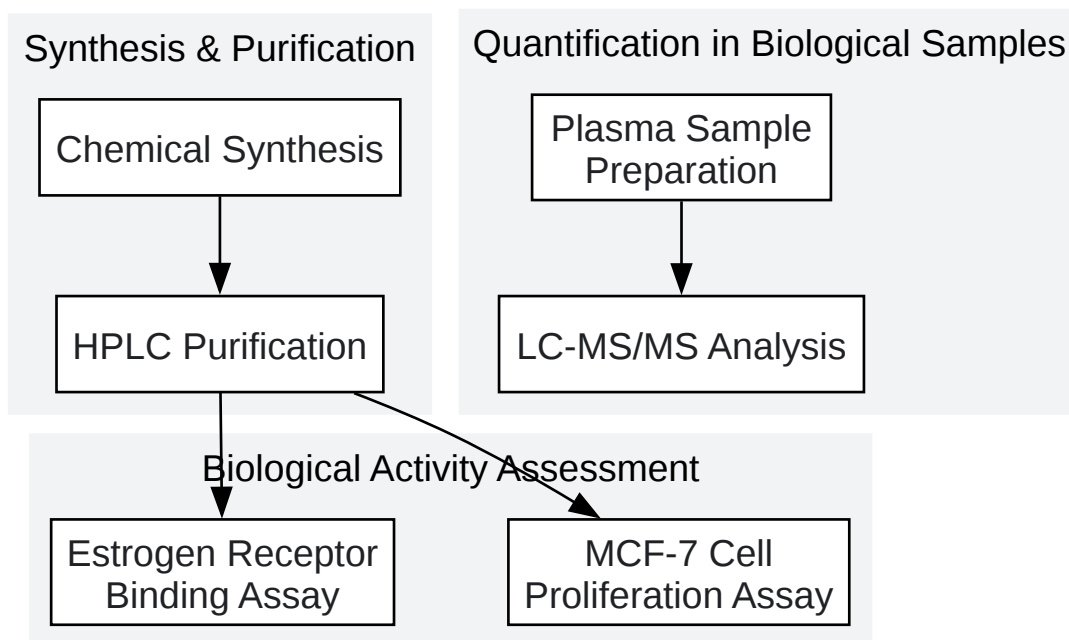 Synthesis & Purification
Chemical Synthesis
HPLC Purification
Quantification in Biological Samples
Plasma Sample
Preparation
LC-MS/MS Analysis
Biological Activity Assessment
Estrogen Receptor
Binding Assay
MCF-7 Cell
Proliferation Assay